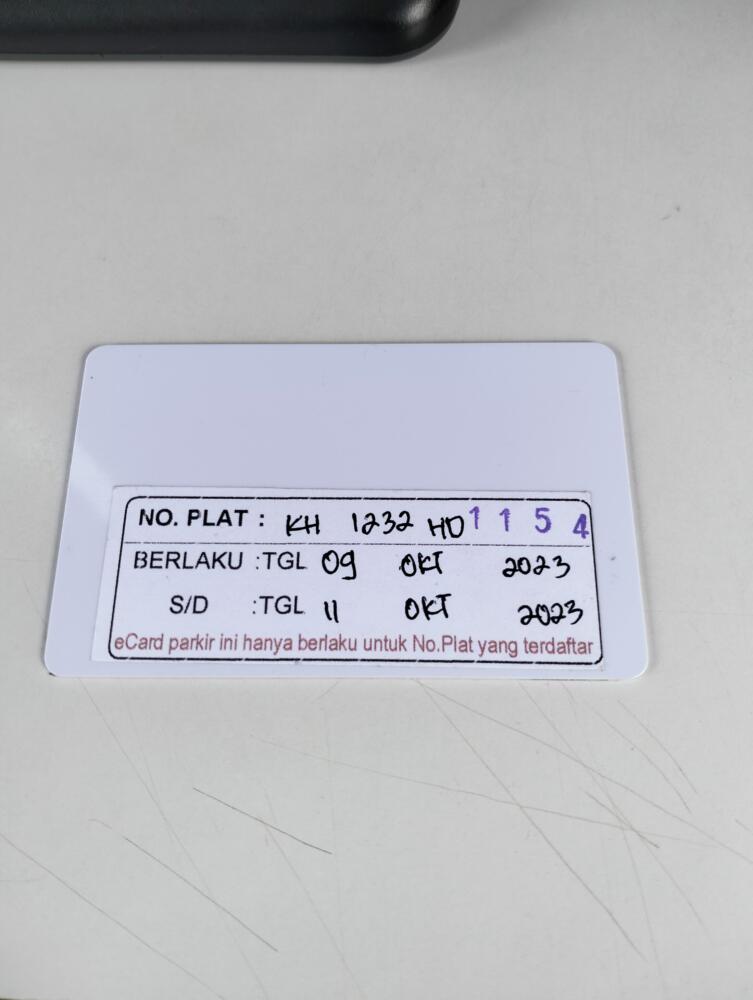 NO. PLAT : KH 1232 HO 1 1 5 4
BERLAKU :TGL 09 OKT 2023
S/D :TGL 11 OKT 2023
eCard parkir ini hanya berlaku untuk No.Plat yang terdaftar